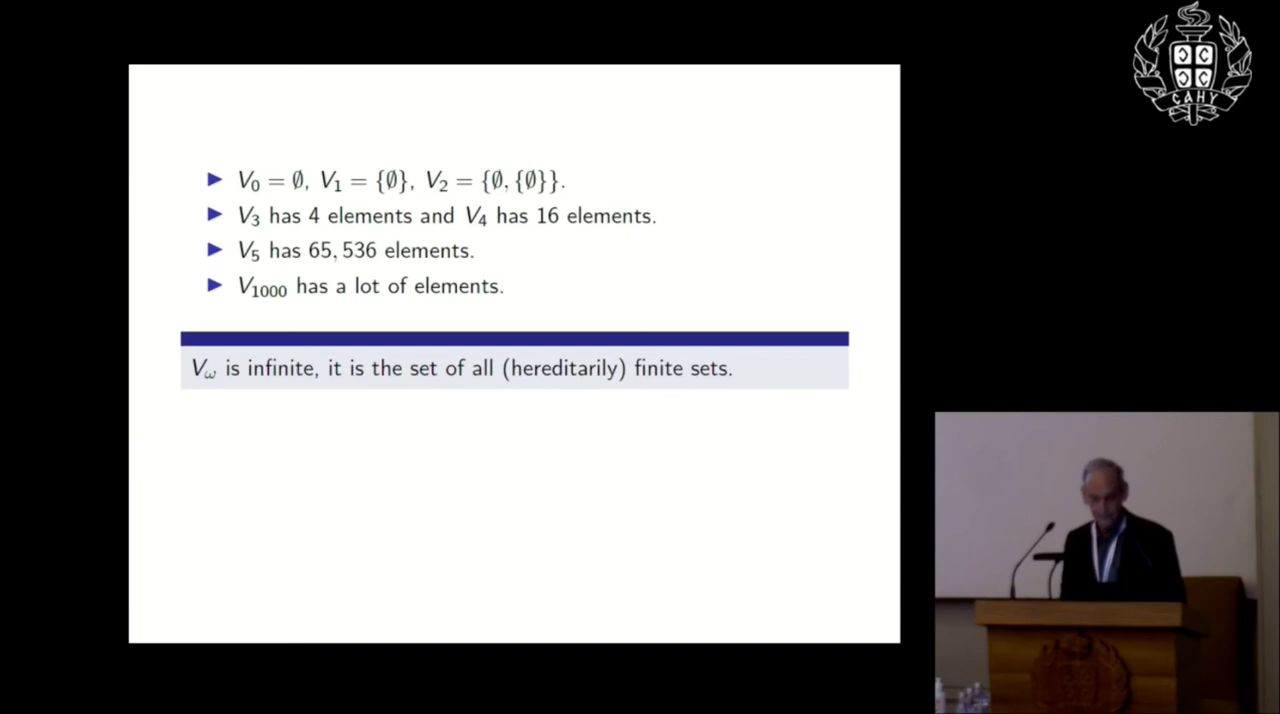 V₀ = ∅, V₁ = {∅}, V₂ = {∅, {∅}}.
V₃ has 4 elements and V₄ has 16 elements.
V₅ has 65, 536 elements.
V₁₀₀₀ has a lot of elements.
V_ω is infinite, it is the set of all (hereditarily) finite sets.
Ɔ C
Ɔ C
САНУ